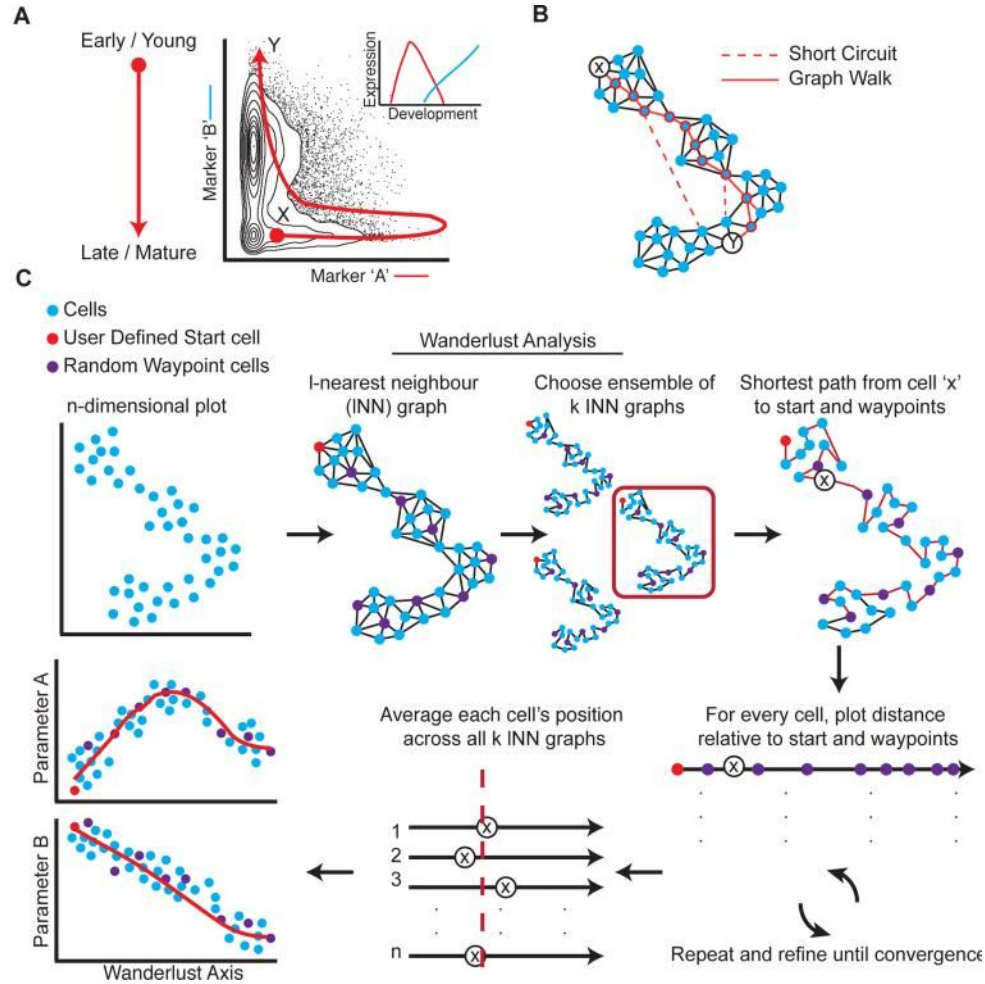 A
Early / Young
Late / Mature
Marker 'B'
Y
X
Marker 'A'
Expression
Development
B
Short Circuit
Graph Walk
X
Y
C
Cells
User Defined Start cell
Random Waypoint cells
Wanderlust Analysis
n-dimensional plot
l-nearest neighbour
(lNN) graph
Choose ensemble of
k lNN graphs
Shortest path from cell 'x'
to start and waypoints
X
For every cell, plot distance
relative to start and waypoints
X
Repeat and refine until convergence
Average each cell's position
across all k lNN graphs
1
X
2
X
3
X
n
X
Parameter A
Parameter B
Wanderlust Axis